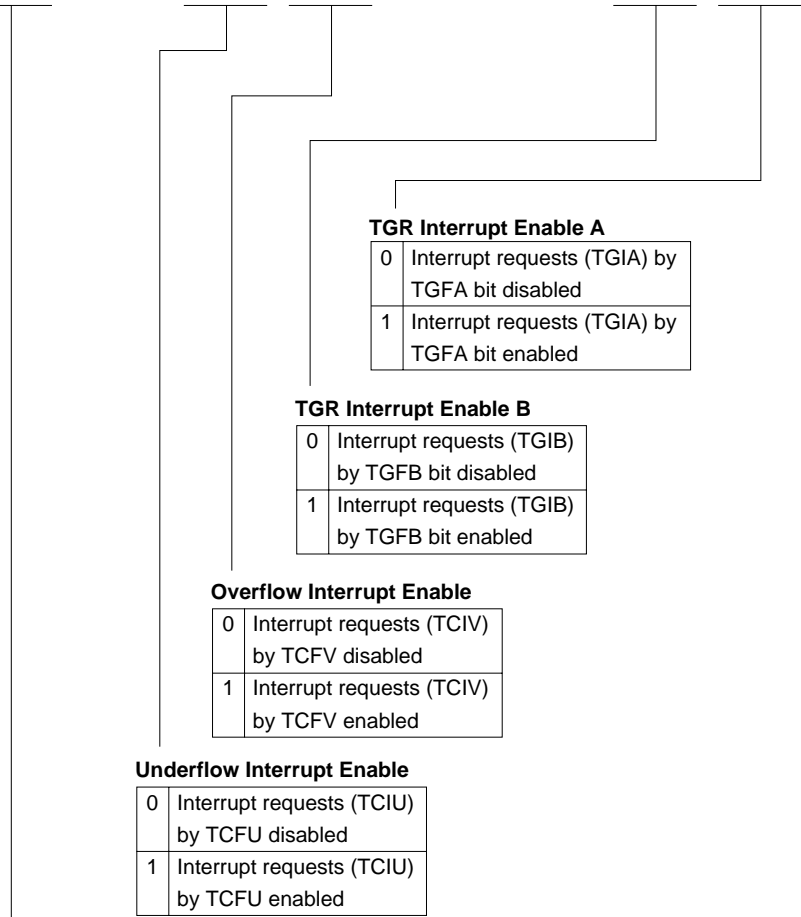 TGR Interrupt Enable A
0 Interrupt requests (TGIA) by
TGFA bit disabled
1 Interrupt requests (TGIA) by
TGFA bit enabled
TGR Interrupt Enable B
0 Interrupt requests (TGIB)
by TGFB bit disabled
1 Interrupt requests (TGIB)
by TGFB bit enabled
Overflow Interrupt Enable
0 Interrupt requests (TCIV)
by TCFV disabled
1 Interrupt requests (TCIV)
by TCFV enabled
Underflow Interrupt Enable
0 Interrupt requests (TCIU)
by TCFU disabled
1 Interrupt requests (TCIU)
by TCFU enabled